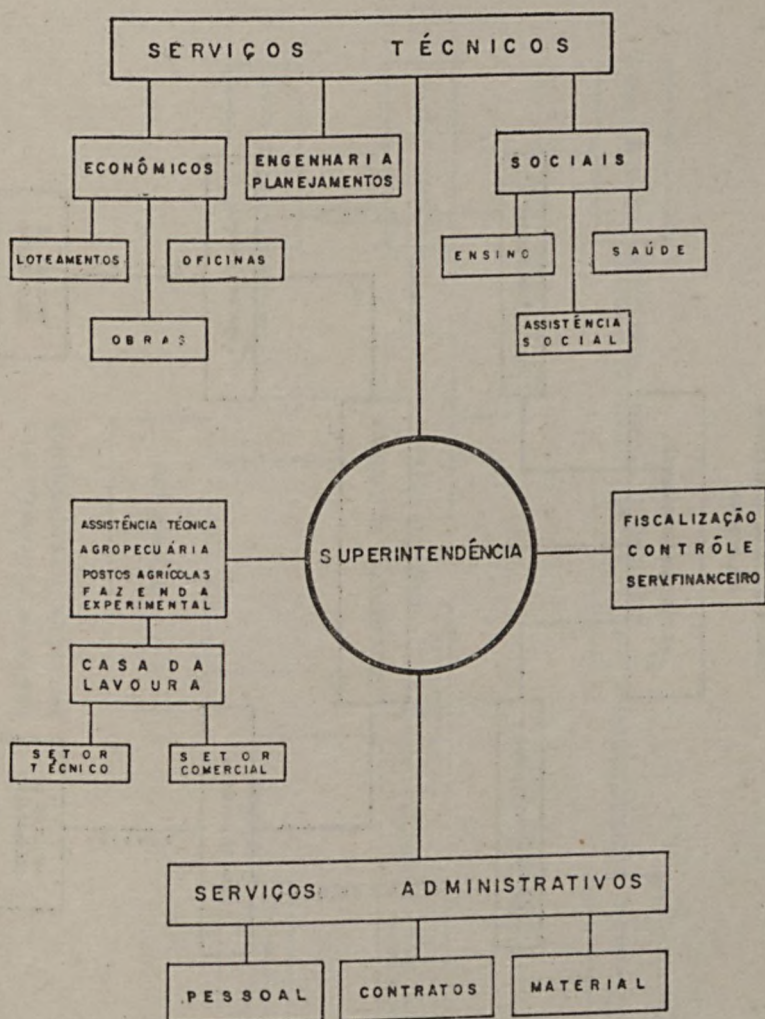 SERVIÇOS TÉCNICOS
ECONÔMICOS
ENGENHARIA
PLANEJAMENTOS
SOCIAIS
LOTEAMENTOS
OFICINAS
ENSINO
SAÚDE
OBRAS
ASSISTÊNCIA
SOCIAL
ASSISTÊNCIA TÉCNICA
AGROPECUÁRIA
POSTOS AGRÍCOLAS
FAZENDA
EXPERIMENTAL
SUPERINTENDÊNCIA
FISCALIZAÇÃO
CONTRÔLE
SERV.FINANCEIRO
CASA DA
LAVOURA
SETOR
TÉCNICO
SETOR
COMERCIAL
SERVIÇOS ADMINISTRATIVOS
PESSOAL
CONTRATOS
MATERIAL